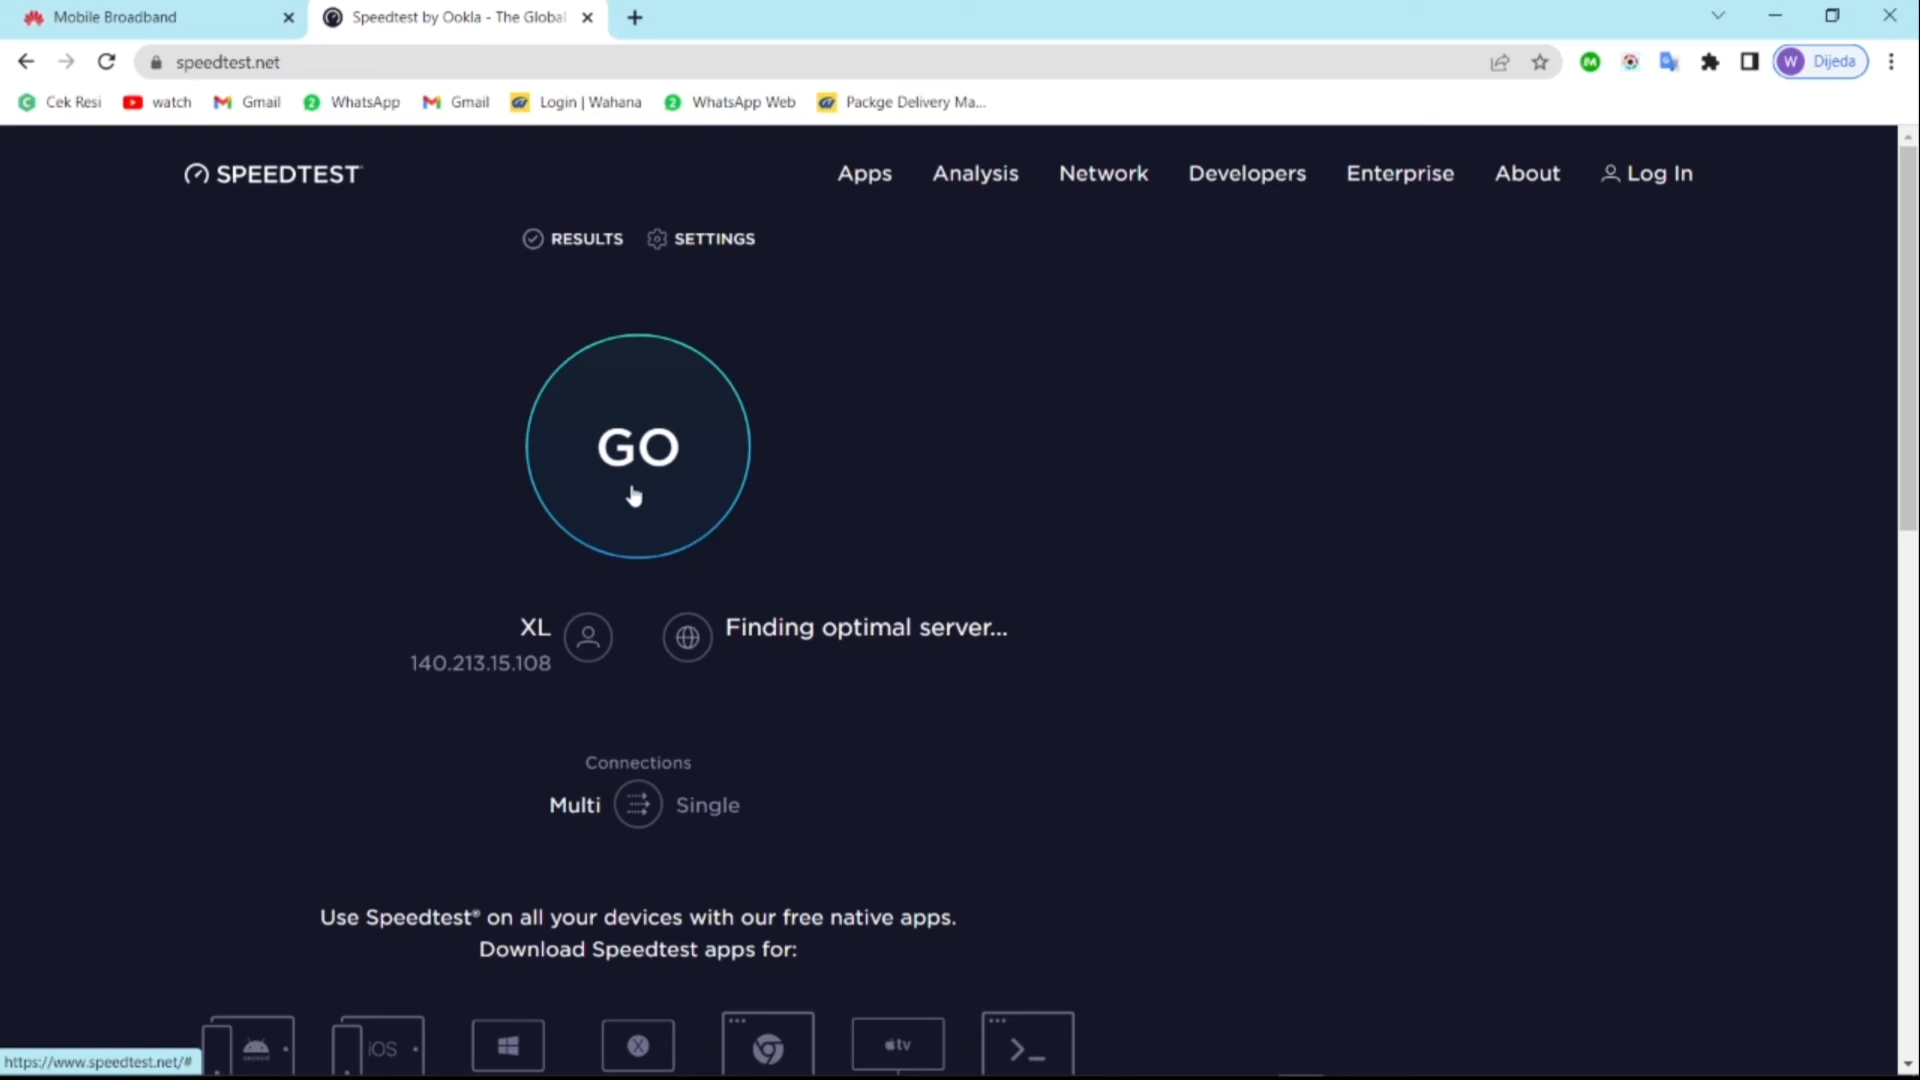 Mobile Broadband
Speedtest by Ookla - The Global
speedtest.net
W Dijeda
Cek Resi watch Gmail WhatsApp Gmail Login | Wahana WhatsApp Web Packge Delivery Ma...
SPEEDTEST
Apps Analysis Network Developers Enterprise About Log In
RESULTS SETTINGS
GO
XL
140.213.15.108
Finding optimal server...
Connections
Multi Single
Use Speedtest® on all your devices with our free native apps.
Download Speedtest apps for:
iOS
tv
https://www.speedtest.net/#